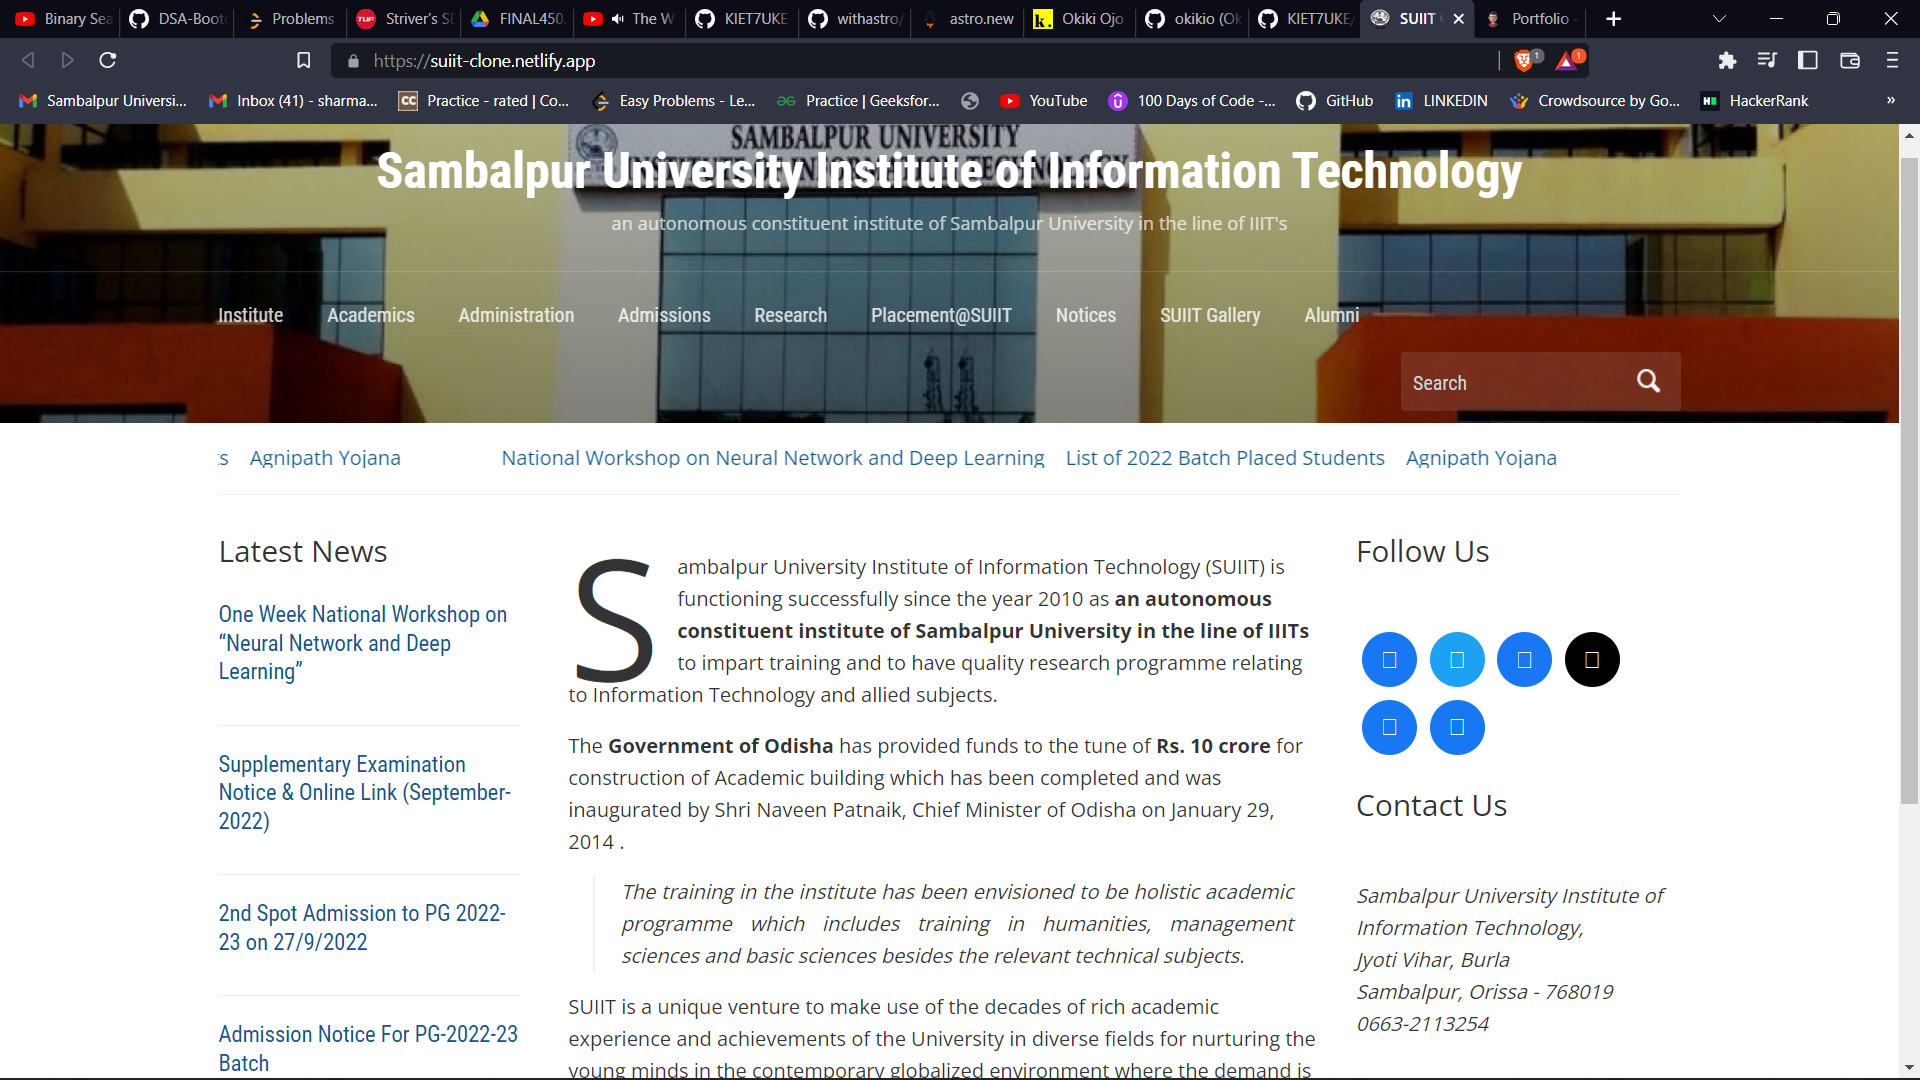 Binary Sea
DSA-Boot
Problems
Striver's S
FINAL450.
The W
KIET7UKE
withastro/
astro.new
Okiki Ojo
okikio (Ok
KIET7UKE/
SUIIT
Portfolio -
https://suiit-clone.netlify.app
1
1
Sambalpur Universi...
Inbox (41) - sharma...
Practice - rated | Co...
Easy Problems - Le...
Practice | Geeksfor...
YouTube
100 Days of Code -...
GitHub
LINKEDIN
Crowdsource by Go...
HackerRank
»
SAMBALPUR UNIVERSITY
Sambalpur University Institute of Information Technology
an autonomous constituent institute of Sambalpur University in the line of IIIT's
Institute Academics Administration Admissions Research Placement@SUIIT Notices SUIIT Gallery Alumni
Search
Agnipath Yojana National Workshop on Neural Network and Deep Learning List of 2022 Batch Placed Students Agnipath Yojana
Latest News
One Week National Workshop on
“Neural Network and Deep
Learning”
Supplementary Examination
Notice & Online Link (September-
2022)
2nd Spot Admission to PG 2022-
23 on 27/9/2022
Admission Notice For PG-2022-23
Batch
Sambalpur University Institute of Information Technology (SUIIT) is
functioning successfully since the year 2010 as an autonomous
constituent institute of Sambalpur University in the line of IIITs
to impart training and to have quality research programme relating
to Information Technology and allied subjects.
The Government of Odisha has provided funds to the tune of Rs. 10 crore for
construction of Academic building which has been completed and was
inaugurated by Shri Naveen Patnaik, Chief Minister of Odisha on January 29,
2014 .
The training in the institute has been envisioned to be holistic academic
programme which includes training in humanities, management
sciences and basic sciences besides the relevant technical subjects.
SUIIT is a unique venture to make use of the decades of rich academic
experience and achievements of the University in diverse fields for nurturing the
young minds in the contemporary globalized environment where the demand is
Follow Us
Contact Us
Sambalpur University Institute of
Information Technology,
Jyoti Vihar, Burla
Sambalpur, Orissa - 768019
0663-2113254